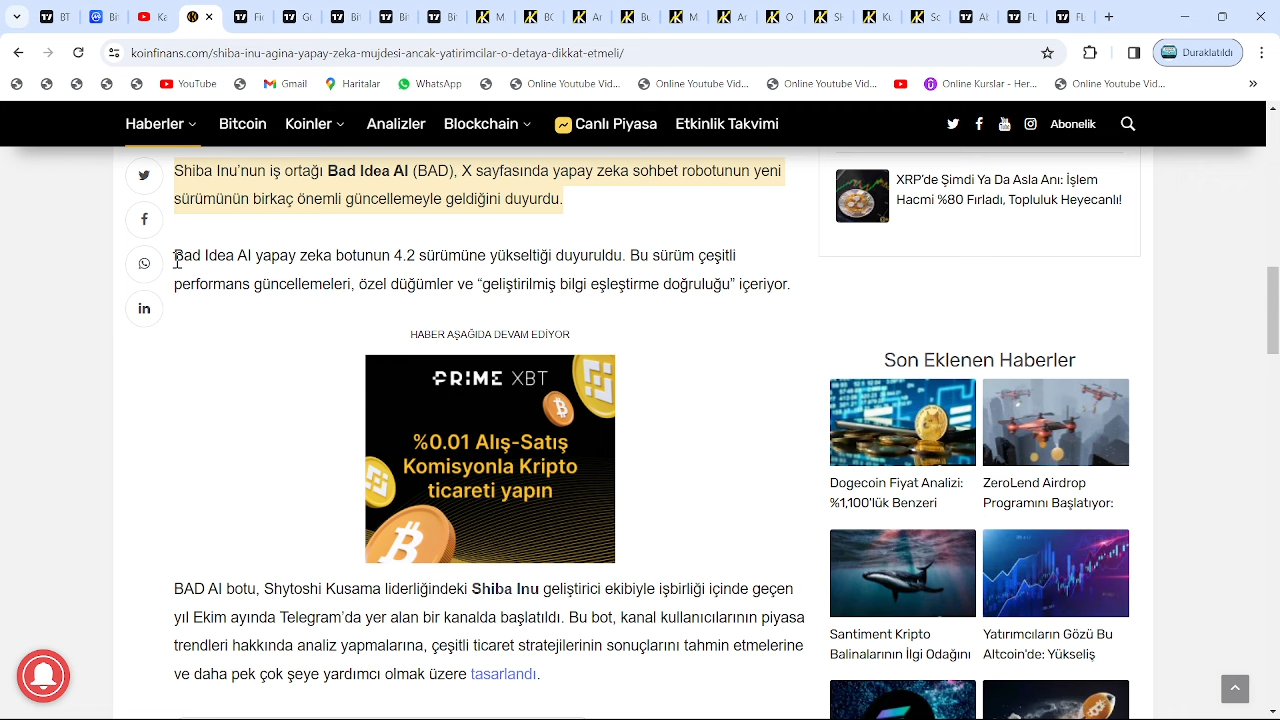 koinfinans.com/shiba-inu-agina-yapay-zeka-mujdesi-ancak-yatirimlar-o-detaya-dikkat-etmeli/
Duraklatıldı
YouTube
Gmail
Haritalar
WhatsApp
Online Youtube Vid...
Online Youtube Vid...
Online Youtube Vid...
Online Kurslar - Her...
Online Youtube Vid...
Haberler
Bitcoin
Koinler
Analizler
Blockchain
Canlı Piyasa
Etkinlik Takvimi
Abonelik
Shiba Inu’nun iş ortağı Bad Idea AI (BAD), X sayfasında yapay zeka sohbet robotunun yeni
sürümünün birkaç önemli güncellemeyle geldiğini duyurdu.
Bad Idea AI yapay zeka botunun 4.2 sürümüne yükseltiği duyuruldu. Bu sürüm çeşitli
performans güncellemeleri, özel düğümler ve “geliştirilmiş bilgi eşleştirme doğruluğu” içeriyor.
HABER AŞAĞIDA DEVAM EDİYOR
PRIME XBT
%0.01 Alış-Satış
Komisyonla Kripto
ticareti yapın
BAD AI botu, Shytoshi Kusama liderliğindeki Shiba Inu geliştirici ekibiyle işbirliği içinde geçen
yıl Ekim ayında Telegram’da yer alan bir kanalda başlatıldı. Bu bot, kanal kullanıcılarının piyasa
trendleri hakkında analiz yapmalarına, çeşitli ticaret stratejilerinin sonuçlarını tahmin etmelerine
ve daha pek çok şeye yardımcı olmak üzere tasarlandı.
XRP’de Şimdi Ya Da Asla Anı: İşlem
Hacmi %80 Fırladı, Topluluk Heyecanlı!
Son Eklenen Haberler
Dogecoin Fiyat Analizi:
%1,100’lük Benzeri
ZeroLend Airdrop
Programını Başlatıyor:
Santiment Kripto
Balinalarının İlgi Odağını
Yatırımcıların Gözü Bu
Altcoin’de: Yükseliş